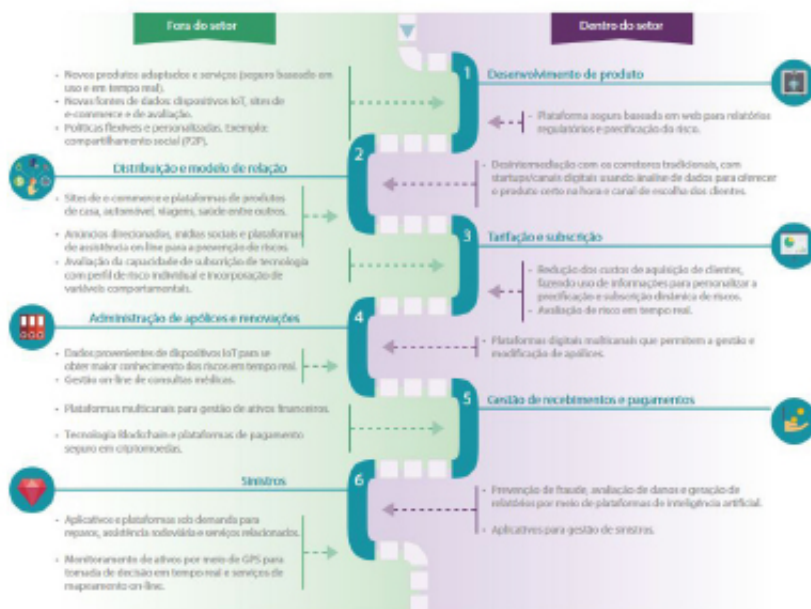 Fora do setor
Dentro do setor
1
Desenvolvimento de produto
• Novos produtos adaptados e serviços (seguro baseado em
uso e em tempo real).
• Novas fontes de dados: dispositivos IoT, sites de
e-commerce e de avaliação.
• Políticas flexíveis e personalizadas. Exemplo:
compartilhamento social (P2P).
• Plataforma segura baseada em web para relatórios
regulatórios e precificação do risco.
2
Distribuição e modelo de relação
• Desintermediação com os corretores tradicionais, com
startups/canais digitais usando análise de dados para oferecer
o produto certo na hora e canal de escolha dos clientes.
• Sites de e-commerce e plataformas de produtos
de casa, automóvel, viagens, saúde entre outros.
• Anúncios direcionados, mídias sociais e plataformas
de assistência on-line para a prevenção de riscos.
3
Tarifação e subscrição
• Avaliação da capacidade de subscrição de tecnologia
com perfil de risco individual e incorporação de
variáveis comportamentais.
• Redução dos custos de aquisição de clientes,
fazendo uso de informações para personalizar a
precificação e subscrição dinâmica de riscos.
• Avaliação de risco em tempo real.
4
Administração de apólices e renovações
• Plataformas digitais multicanais que permitem a gestão e
modificação de apólices.
• Dados provenientes de dispositivos IoT para se
obter maior conhecimento dos riscos em tempo real.
• Gestão on-line de consultas médicas.
5
Gestão de recebimentos e pagamentos
• Plataformas multicanais para gestão de ativos financeiros.
• Tecnologia Blockchain e plataformas de pagamento
seguro em criptomoedas.
6
Sinistros
• Prevenção de fraude, avaliação de danos e geração de
relatórios por meio de plataformas de inteligência artificial.
• Aplicativos para gestão de sinistros.
• Aplicativos e plataformas sob demanda para
reparos, assistência rodoviária e serviços relacionados.
• Monitoramento de ativos por meio de GPS para
tomada de decisão em tempo real e serviços de
mapeamento on-line.